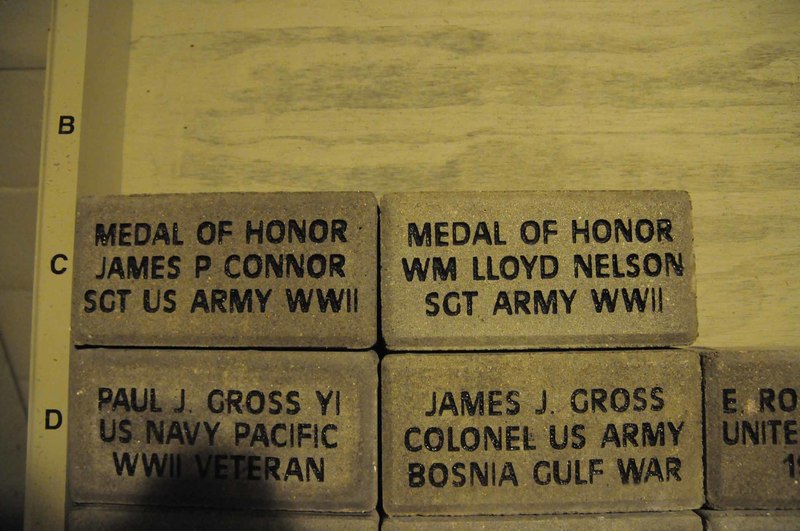 B
C
MEDAL OF HONOR
JAMES P CONNOR
SGT US ARMY WWII
MEDAL OF HONOR
WM LLOYD NELSON
SGT ARMY WWII
D
PAUL J. GROSS YI
US NAVY PACIFIC
WWII VETERAN
JAMES J. GROSS
COLONEL US ARMY
BOSNIA GULF WAR
E.